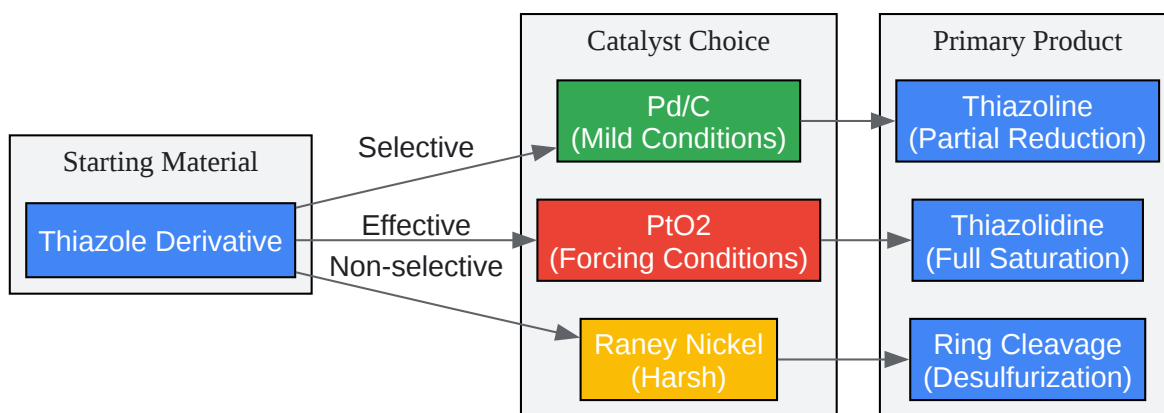 Starting Material
Thiazole Derivative
Selective
Effective
Non-selective
Catalyst Choice
Pd/C
(Mild Conditions)
PtO2
(Forcing Conditions)
Raney Nickel
(Harsh)
Primary Product
Thiazoline
(Partial Reduction)
Thiazolidine
(Full Saturation)
Ring Cleavage
(Desulfurization)